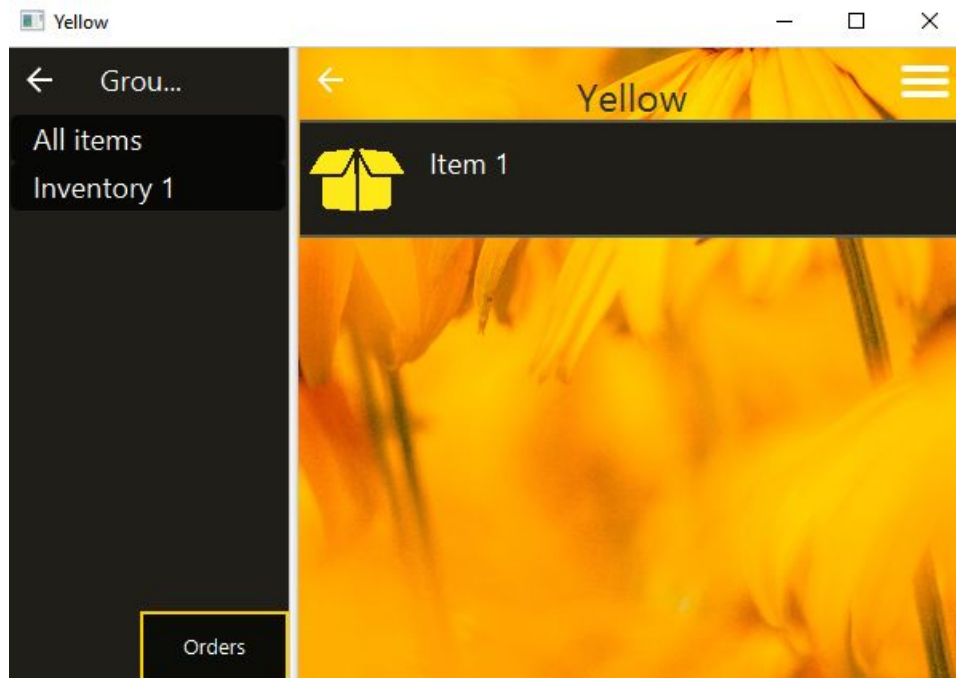 Yellow
Grou...
All items
Inventory 1
Orders
Yellow
Item 1